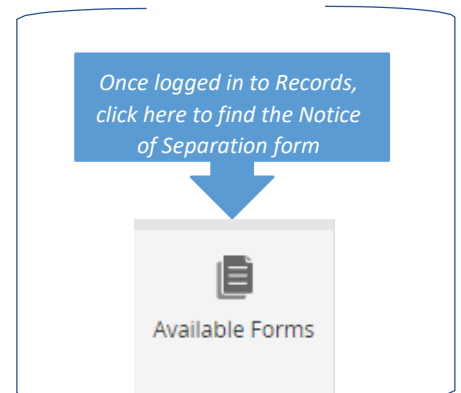 Once logged in to Records,
click here to find the Notice
of Separation form
Available Forms